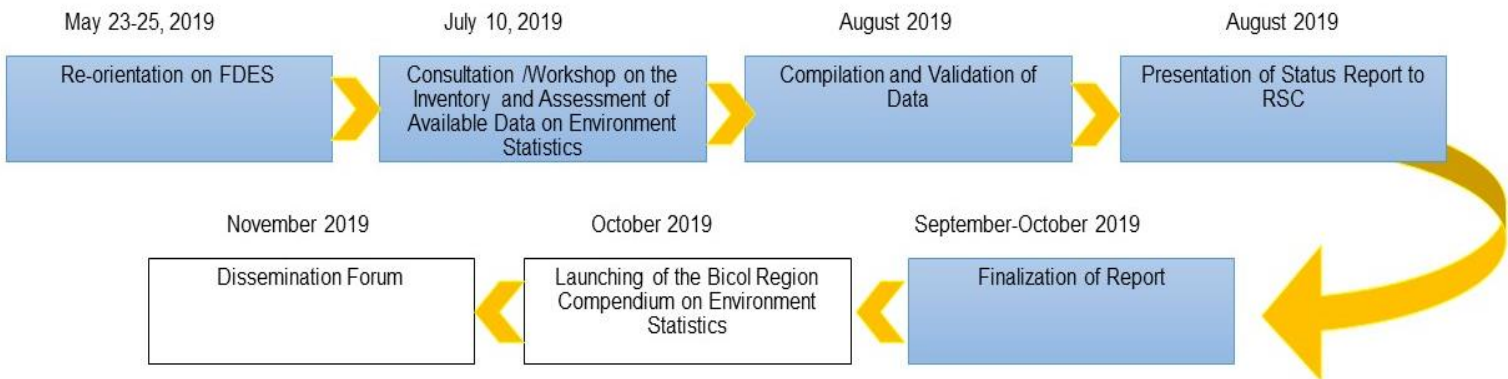 May 23-25, 2019
Re-orientation on FDES
July 10, 2019
Consultation /Workshop on the
Inventory and Assessment of
Available Data on Environment
Statistics
August 2019
Compilation and Validation of
Data
August 2019
Presentation of Status Report to
RSC
September-October 2019
Finalization of Report
October 2019
Launching of the Bicol Region
Compendium on Environment
Statistics
November 2019
Dissemination Forum